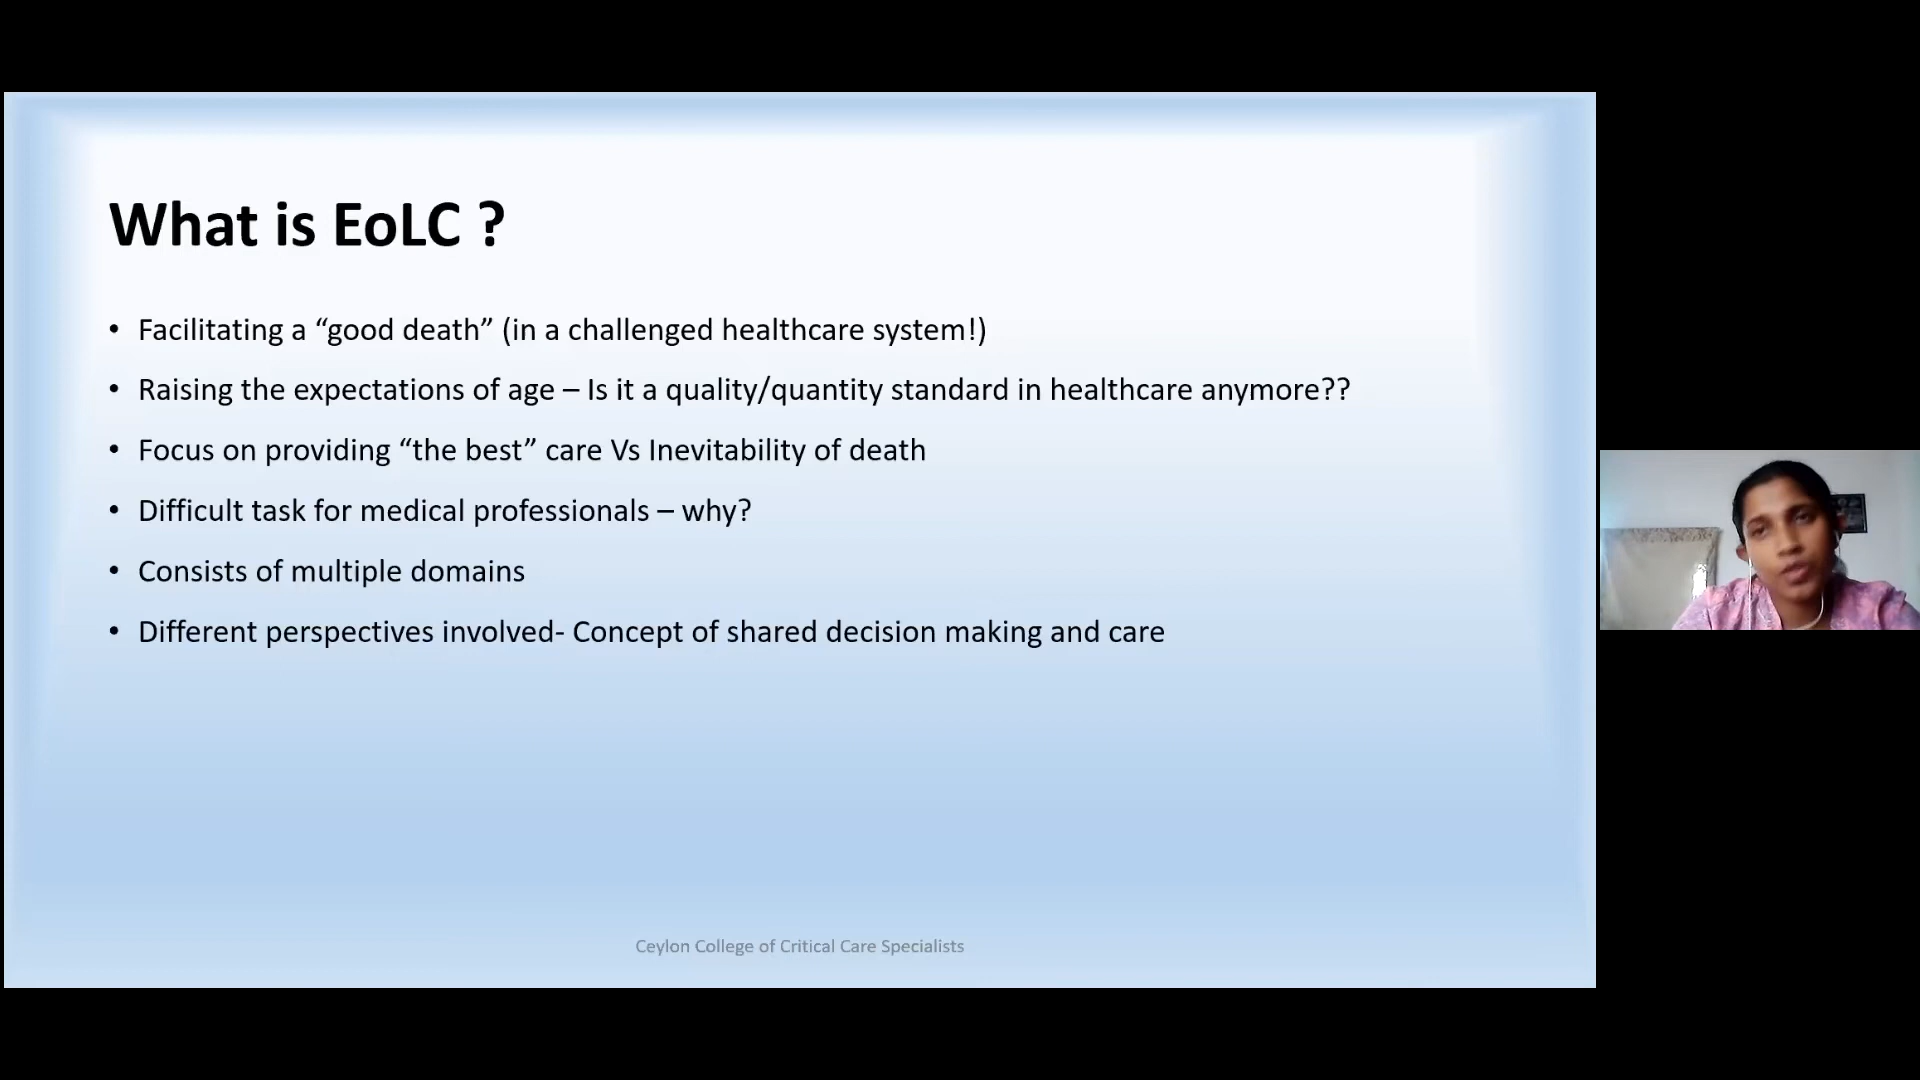 What is EoLC ?
• Facilitating a “good death” (in a challenged healthcare system!)
• Raising the expectations of age – Is it a quality/quantity standard in healthcare anymore??
• Focus on providing “the best” care Vs Inevitability of death
• Difficult task for medical professionals – why?
• Consists of multiple domains
• Different perspectives involved- Concept of shared decision making and care
Ceylon College of Critical Care Specialists